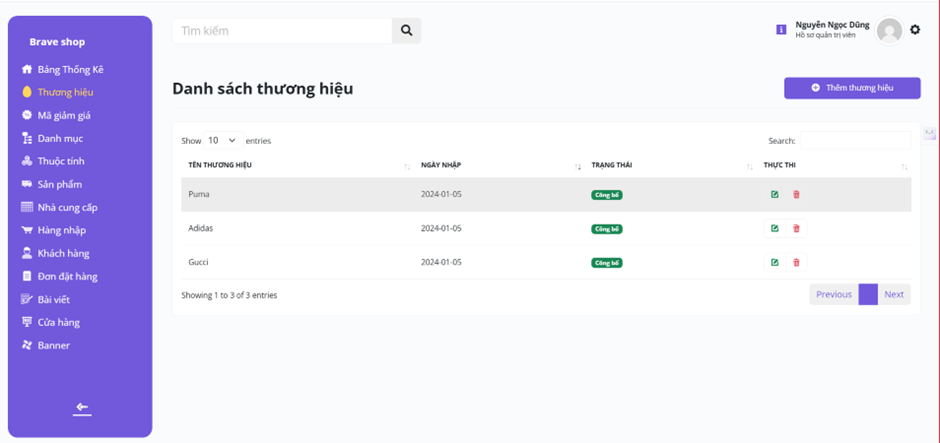 Brave shop
Bảng Thống Kê
Thương hiệu
Mã giảm giá
Danh mục
Thuộc tính
Sản phẩm
Nhà cung cấp
Hàng nhập
Khách hàng
Đơn đặt hàng
Bài viết
Cửa hàng
Banner
Tìm kiếm
Nguyễn Ngọc Dũng
Hồ sơ quản trị viên
Danh sách thương hiệu
Thêm thương hiệu
Show 10 entries
Search:
TÊN THƯƠNG HIỆU NGÀY NHẬP TRẠNG THÁI THỰC THI
Puma 2024-01-05 Công bố
Adidas 2024-01-05 Công bố
Gucci 2024-01-05 Công bố
Showing 1 to 3 of 3 entries
Previous Next